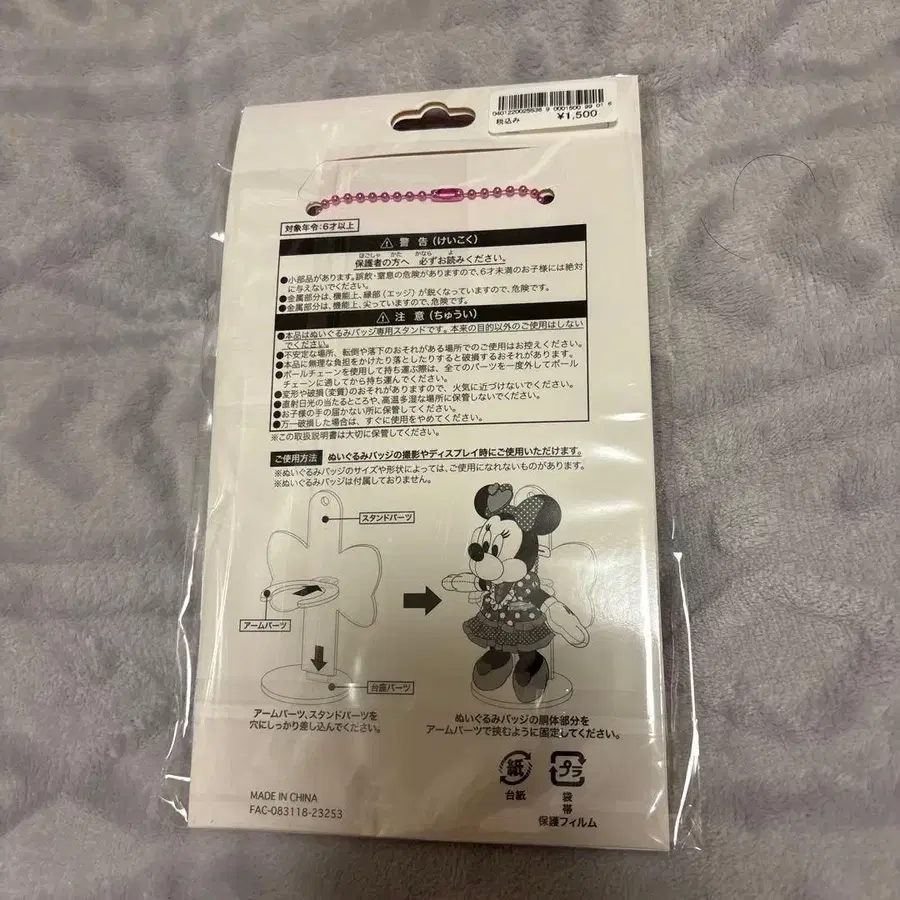 0401220025536 9 0001500 99 01 6
税込み ¥1,500
対象年令:6才以上
警告(けいこく)
ほごしゃ かた かなら よ
保護者の方へ 必ずお読みください。
●小部品があります。誤飲・窒息の危険がありますので、6才未満のお子様には絶対
に与えないでください。
●金属部分は、機能上、縁部(エッジ)が鋭くなっていますので、危険です。
●金属部分は、機能上、尖っていますので、危険です。
注意(ちゅうい)
●本品はぬいぐるみバッジ専用スタンドです。本来の目的以外のご使用はしない
でください。
●不安定な場所、転倒や落下のおそれがある場所でのご使用はお控えください。
●本品に無理な負担をかけたり落としたりすると破損するおそれがあります。
●ボールチェーンを使用して持ち運ぶ際は、全てのパーツを一度外してボール
チェーンに通してから持ち運んでください。
●変形や破損(変質)のおそれがありますので、火気に近づけないでください。
●直射日光の当たるところや、高温多湿な場所に保管しないでください。
●お子様の手の届かない所に保管してください。
●万一破損した場合は、すぐに使用をやめてください。
※この取扱説明書は大切に保管してください。
ご使用方法 ぬいぐるみバッジの撮影やディスプレイ時にご使用いただけます。
※ぬいぐるみバッジのサイズや形状によっては、ご使用になれないものがあります。
※ぬいぐるみバッジは付属しておりません。
スタンドパーツ
アームパーツ
台座パーツ
アームパーツ、スタンドパーツを
穴にしっかり差し込んでください。
ぬいぐるみバッジの胴体部分を
アームパーツで挟むように固定してください。
紙
台紙
プラ
袋
帯
保護フィルム
MADE IN CHINA
FAC-083118-23253